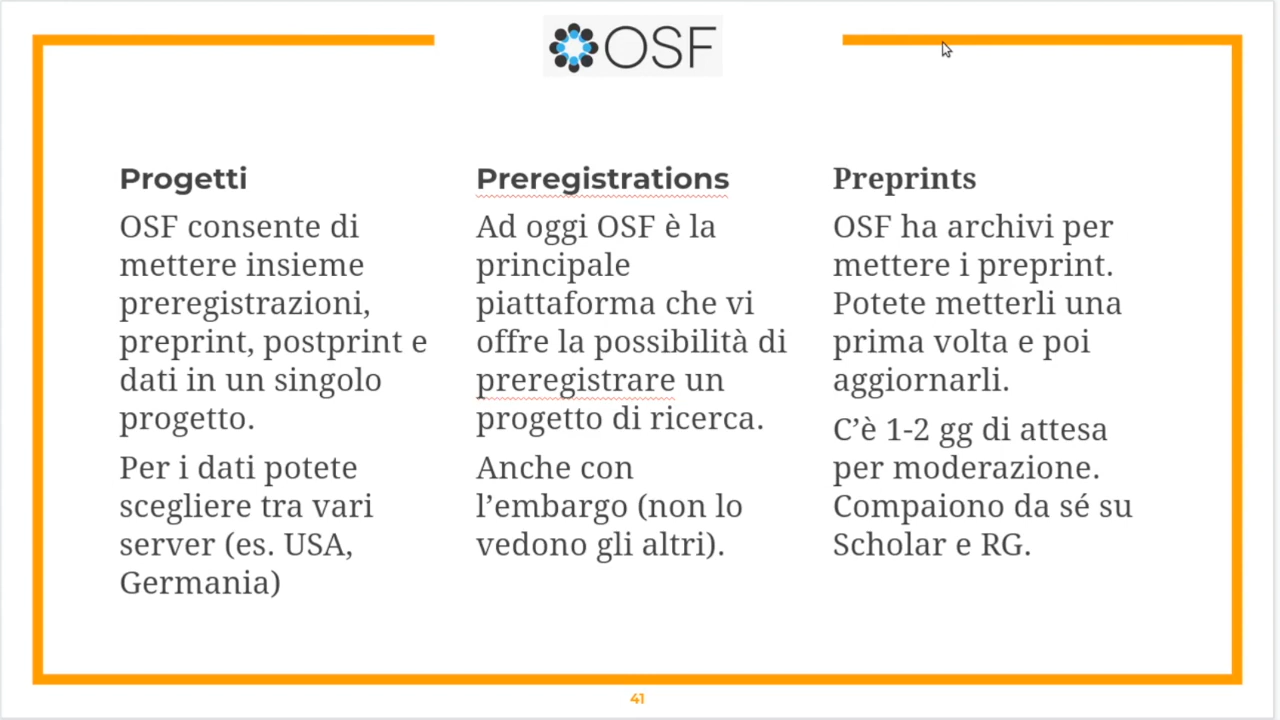 OSF
Progetti
OSF consente di
mettere insieme
preregistrazioni,
preprint, postprint e
dati in un singolo
progetto.
Per i dati potete
scegliere tra vari
server (es. USA,
Germania)
Preregistrations
Ad oggi OSF è la
principale
piattaforma che vi
offre la possibilità di
preregistrare un
progetto di ricerca.
Anche con
l’embargo (non lo
vedono gli altri).
Preprints
OSF ha archivi per
mettere i preprint.
Potete metterli una
prima volta e poi
aggiornarli.
C’è 1-2 gg di attesa
per moderazione.
Compaiono da sé su
Scholar e RG.
41